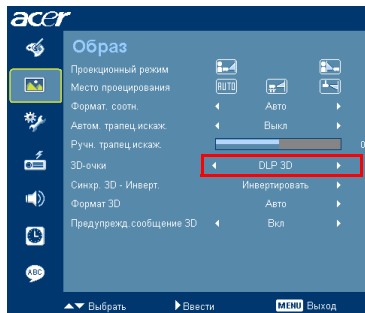 acer
Образ
Проекционный режим
Место проецирования AUTO
Формат. соотн. Авто
Автом. трапец.искаж. Выкл
Ручн. трапец.искаж. 0
3D-очки DLP 3D
Синхр. 3D - Инверт. Инвертировать
Формат 3D Авто
Предупрежд.сообщение 3D Вкл
ABC
Выбрать Ввести MENU Выход